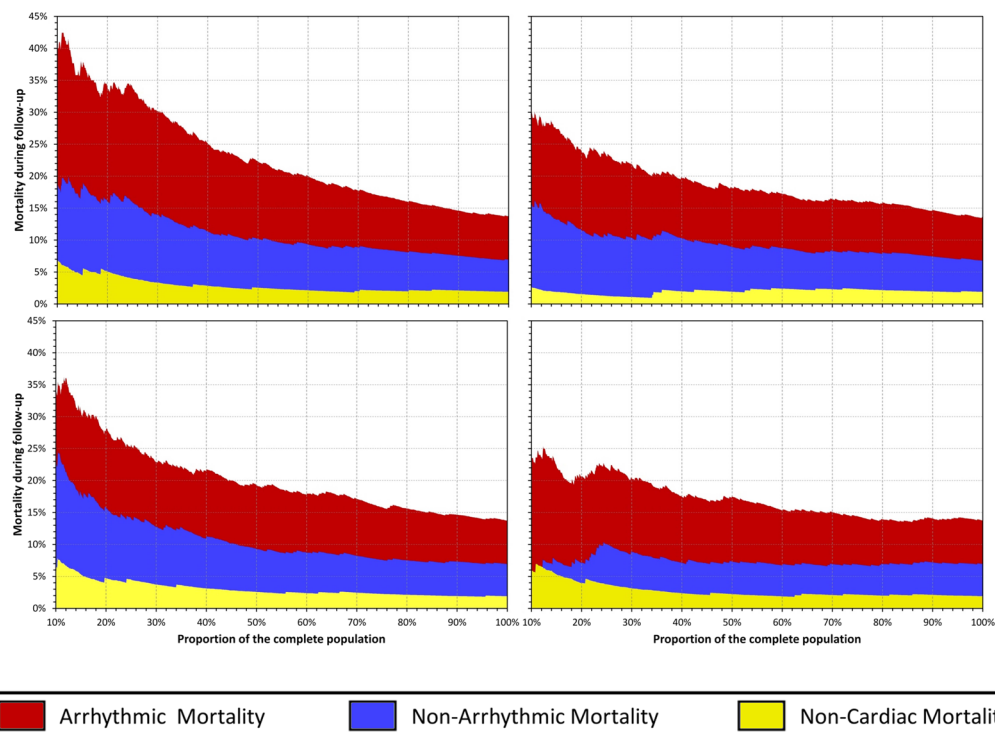 45%
40%
35%
30%
25%
20%
15%
10%
5%
0%
Mortality during follow-up
45%
40%
35%
30%
25%
20%
15%
10%
5%
0%
Mortality during follow-up
10% 20% 30% 40% 50% 60% 70% 80% 90% 100%
Proportion of the complete population
10% 20% 30% 40% 50% 60% 70% 80% 90% 100%
Proportion of the complete population
Arrhythmic Mortality Non-Arrhythmic Mortality Non-Cardiac Mortalit